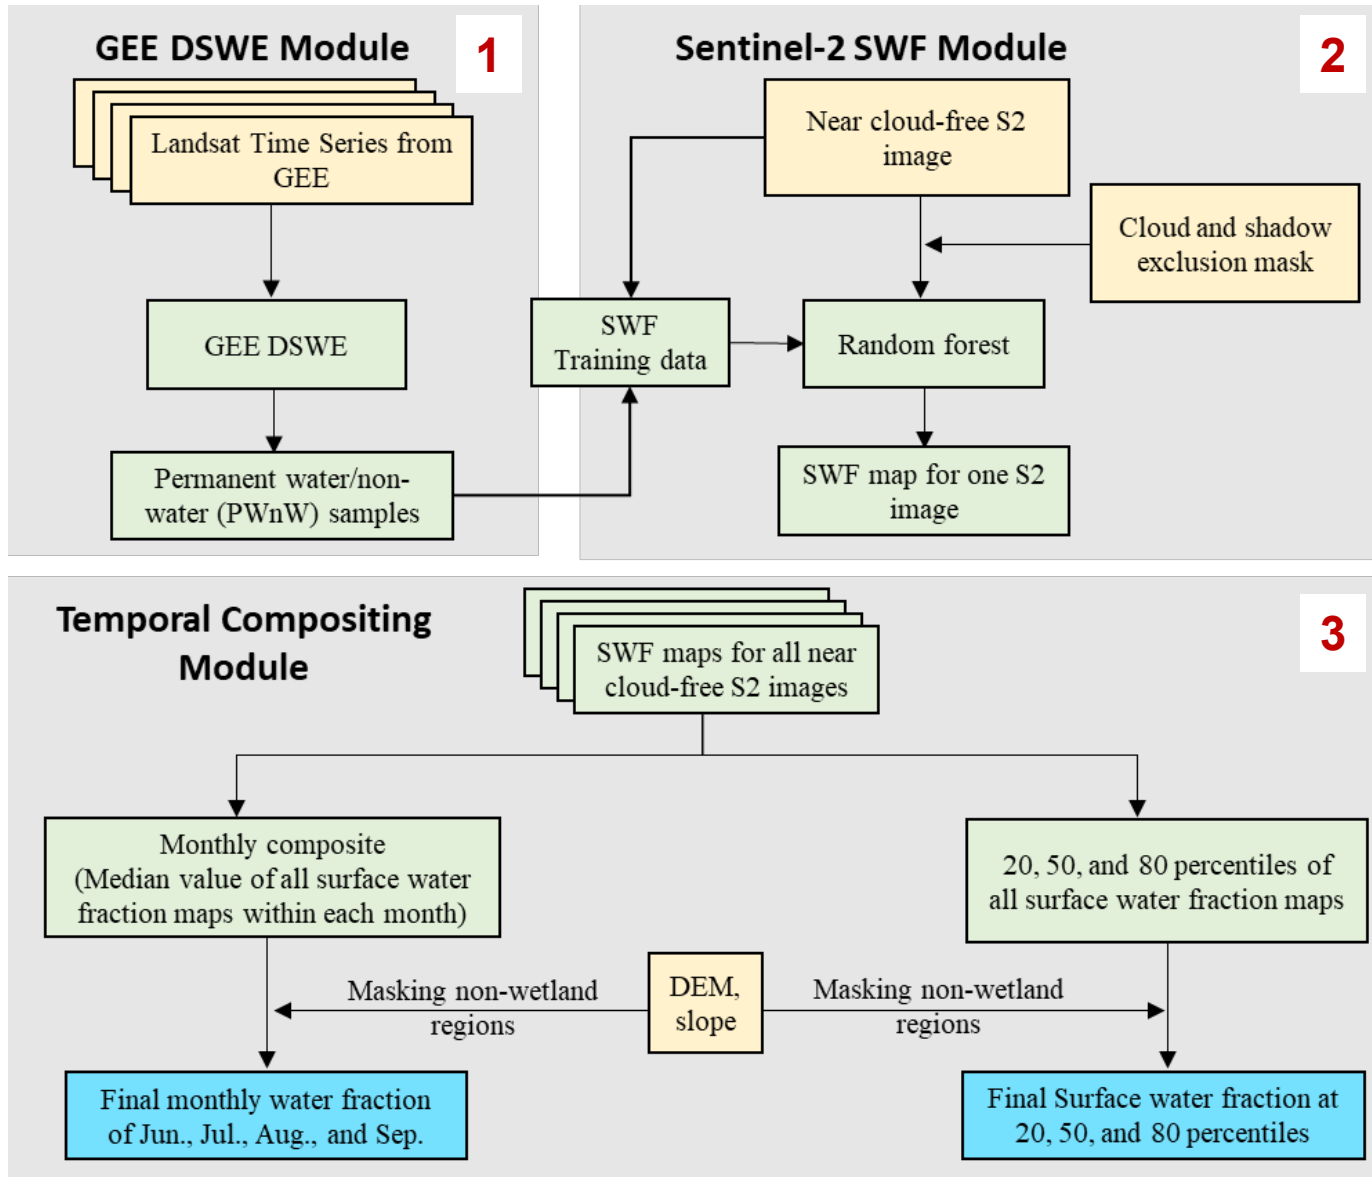 GEE DSWE Module
1
Landsat Time Series from
GEE
GEE DSWE
Permanent water/non-
water (PWnW) samples
Sentinel-2 SWF Module
2
Near cloud-free S2
image
Cloud and shadow
exclusion mask
SWF
Training data
Random forest
SWF map for one S2
image
Temporal Compositing
Module
3
SWF maps for all near
cloud-free S2 images
Monthly composite
(Median value of all surface water
fraction maps within each month)
20, 50, and 80 percentiles of
all surface water fraction maps
Masking non-wetland
regions
DEM,
slope
Masking non-wetland
regions
Final monthly water fraction
of Jun., Jul., Aug., and Sep.
Final Surface water fraction at
20, 50, and 80 percentiles